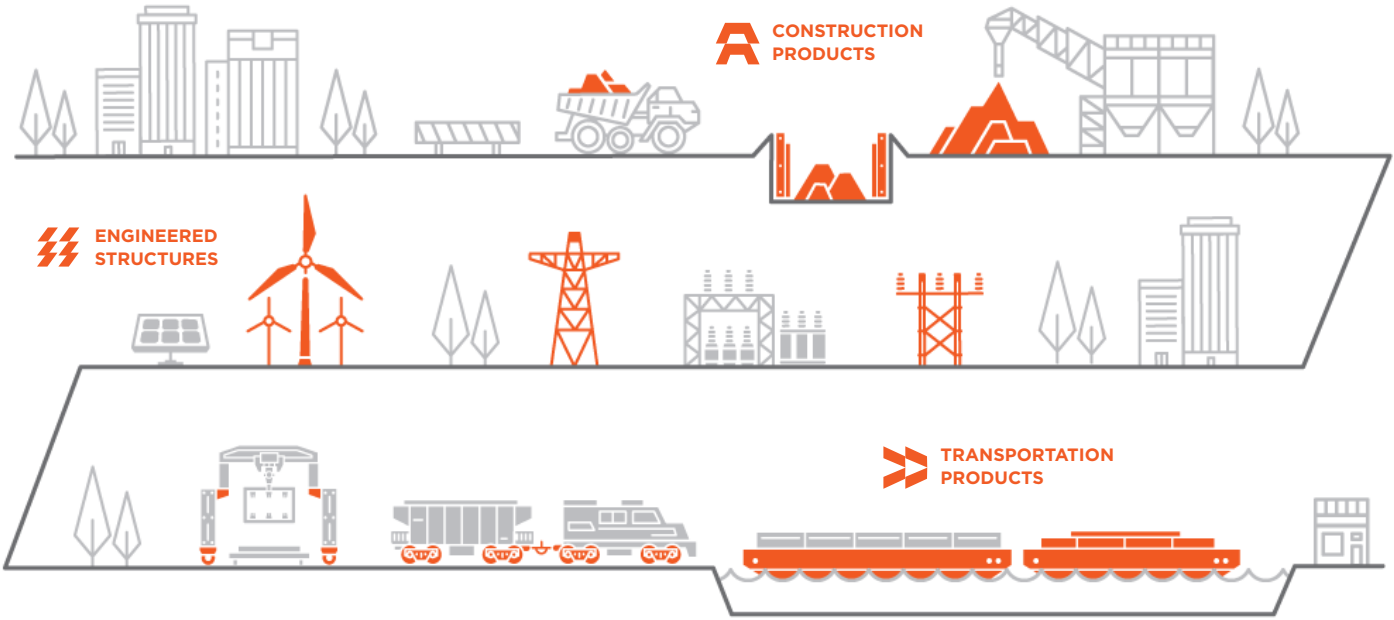 CONSTRUCTION
PRODUCTS
ENGINEERED
STRUCTURES
TRANSPORTATION
PRODUCTS